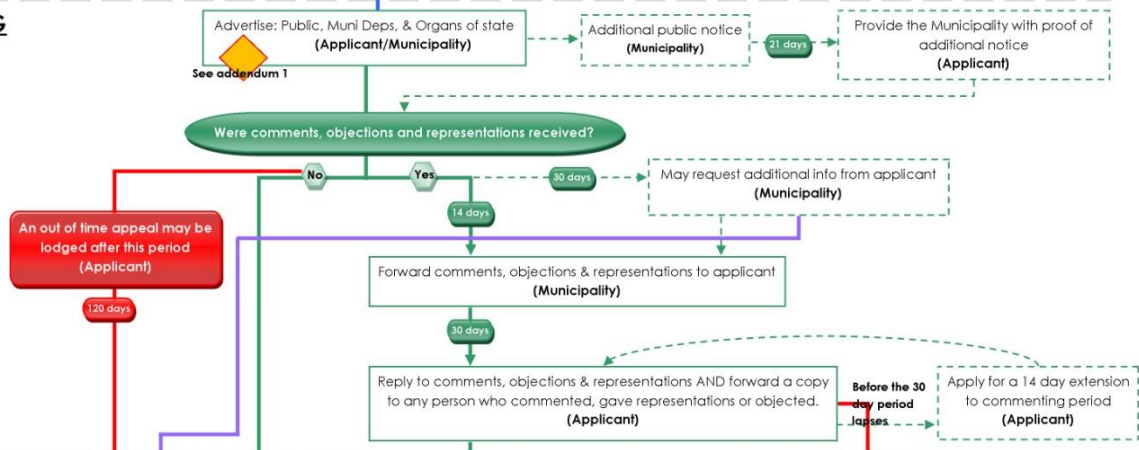 G
Advertise: Public, Muni Deps, & Organs of state
(Applicant/Municipality)
See addendum 1
Additional public notice
(Municipality)
21 days
Provide the Municipality with proof of
additional notice
(Applicant)
Were comments, objections and representations received?
No
Yes
30 days
May request additional info from applicant
(Municipality)
14 days
An out of time appeal may be
lodged after this period
(Applicant)
120 days
Forward comments, objections & representations to applicant
(Municipality)
30 days
Reply to comments, objections & representations AND forward a copy
to any person who commented, gave representations or objected.
(Applicant)
Before the 30
day period
lapses
Apply for a 14 day extension
to commenting period
(Applicant)